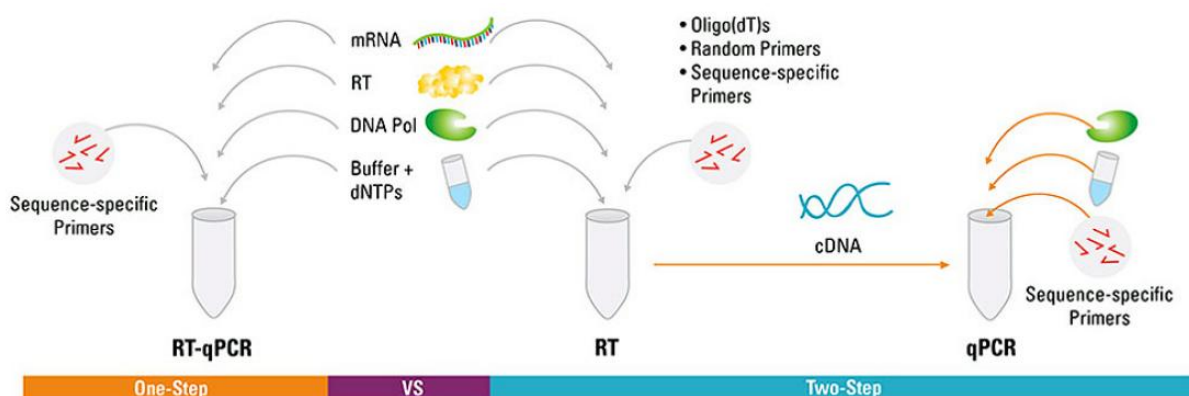 mRNA
RT
DNA Pol
Buffer +
dNTPs
Sequence-specific
Primers
• Oligo(dT)s
• Random Primers
• Sequence-specific
Primers
cDNA
Sequence-specific
Primers
RT-qPCR
RT
qPCR
One-Step
VS
Two-Step